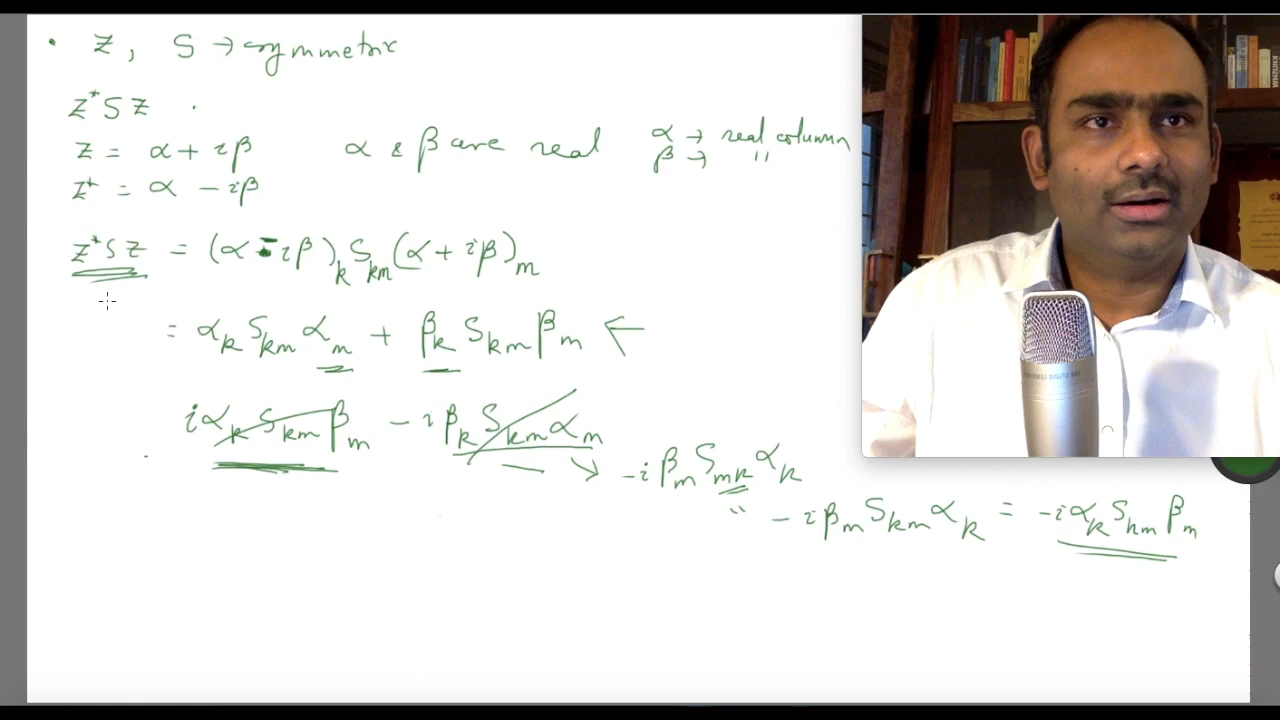 • Z, S → symmetric
Z*SZ .
Z = α + iβ α & β are real α → real column
β → "
Z* = α - iβ
Z*SZ = (α - iβ)ₖ Sₖₘ (α + iβ)ₘ
= αₖ Sₖₘ αₘ + βₖ Sₖₘ βₘ ←
iαₖ Sₖₘ βₘ - iβₖ Sₖₘ αₘ
→ -iβₘ Sₘₖ αₖ
" - iβₘ Sₖₘ αₖ = -iαₖ Sₖₘ βₘ